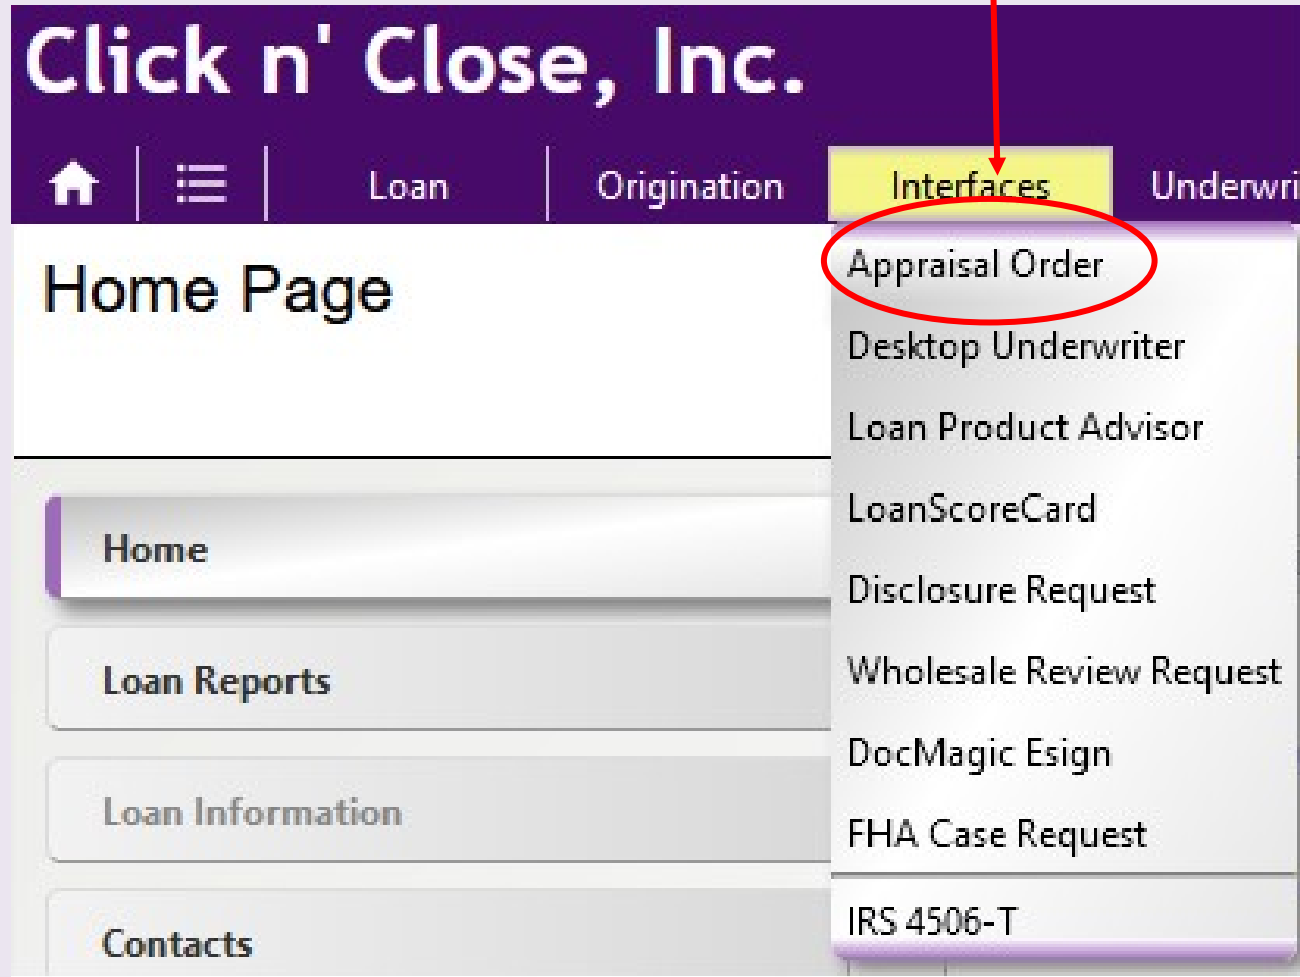 Click n' Close, Inc.
Loan
Origination
Interfaces
Underwri
Home Page
Appraisal Order
Desktop Underwriter
Loan Product Advisor
LoanScoreCard
Disclosure Request
Wholesale Review Request
DocMagic Esign
FHA Case Request
IRS 4506-T
Home
Loan Reports
Loan Information
Contacts